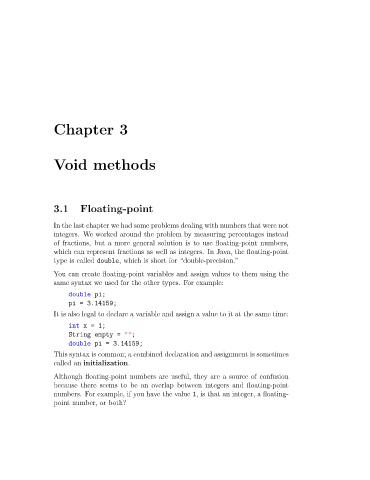 Chapter 3
Void methods
3.1 Floating-point
In the last chapter we had some problems dealing with numbers that were not
integers. We worked around the problem by measuring percentages instead
of fractions, but a more general solution is to use floating-point numbers,
which can represent fractions as well as integers. In Java, the floating-point
type is called double, which is short for “double-precision.”
You can create floating-point variables and assign values to them using the
same syntax we used for the other types. For example:
double pi;
pi = 3.14159;
It is also legal to declare a variable and assign a value to it at the same time:
int x = 1;
String empty = "";
double pi = 3.14159;
This syntax is common; a combined declaration and assignment is sometimes
called an initialization.
Although floating-point numbers are useful, they are a source of confusion
because there seems to be an overlap between integers and floating-point
numbers. For example, if you have the value 1, is that an integer, a floating-
point number, or both?